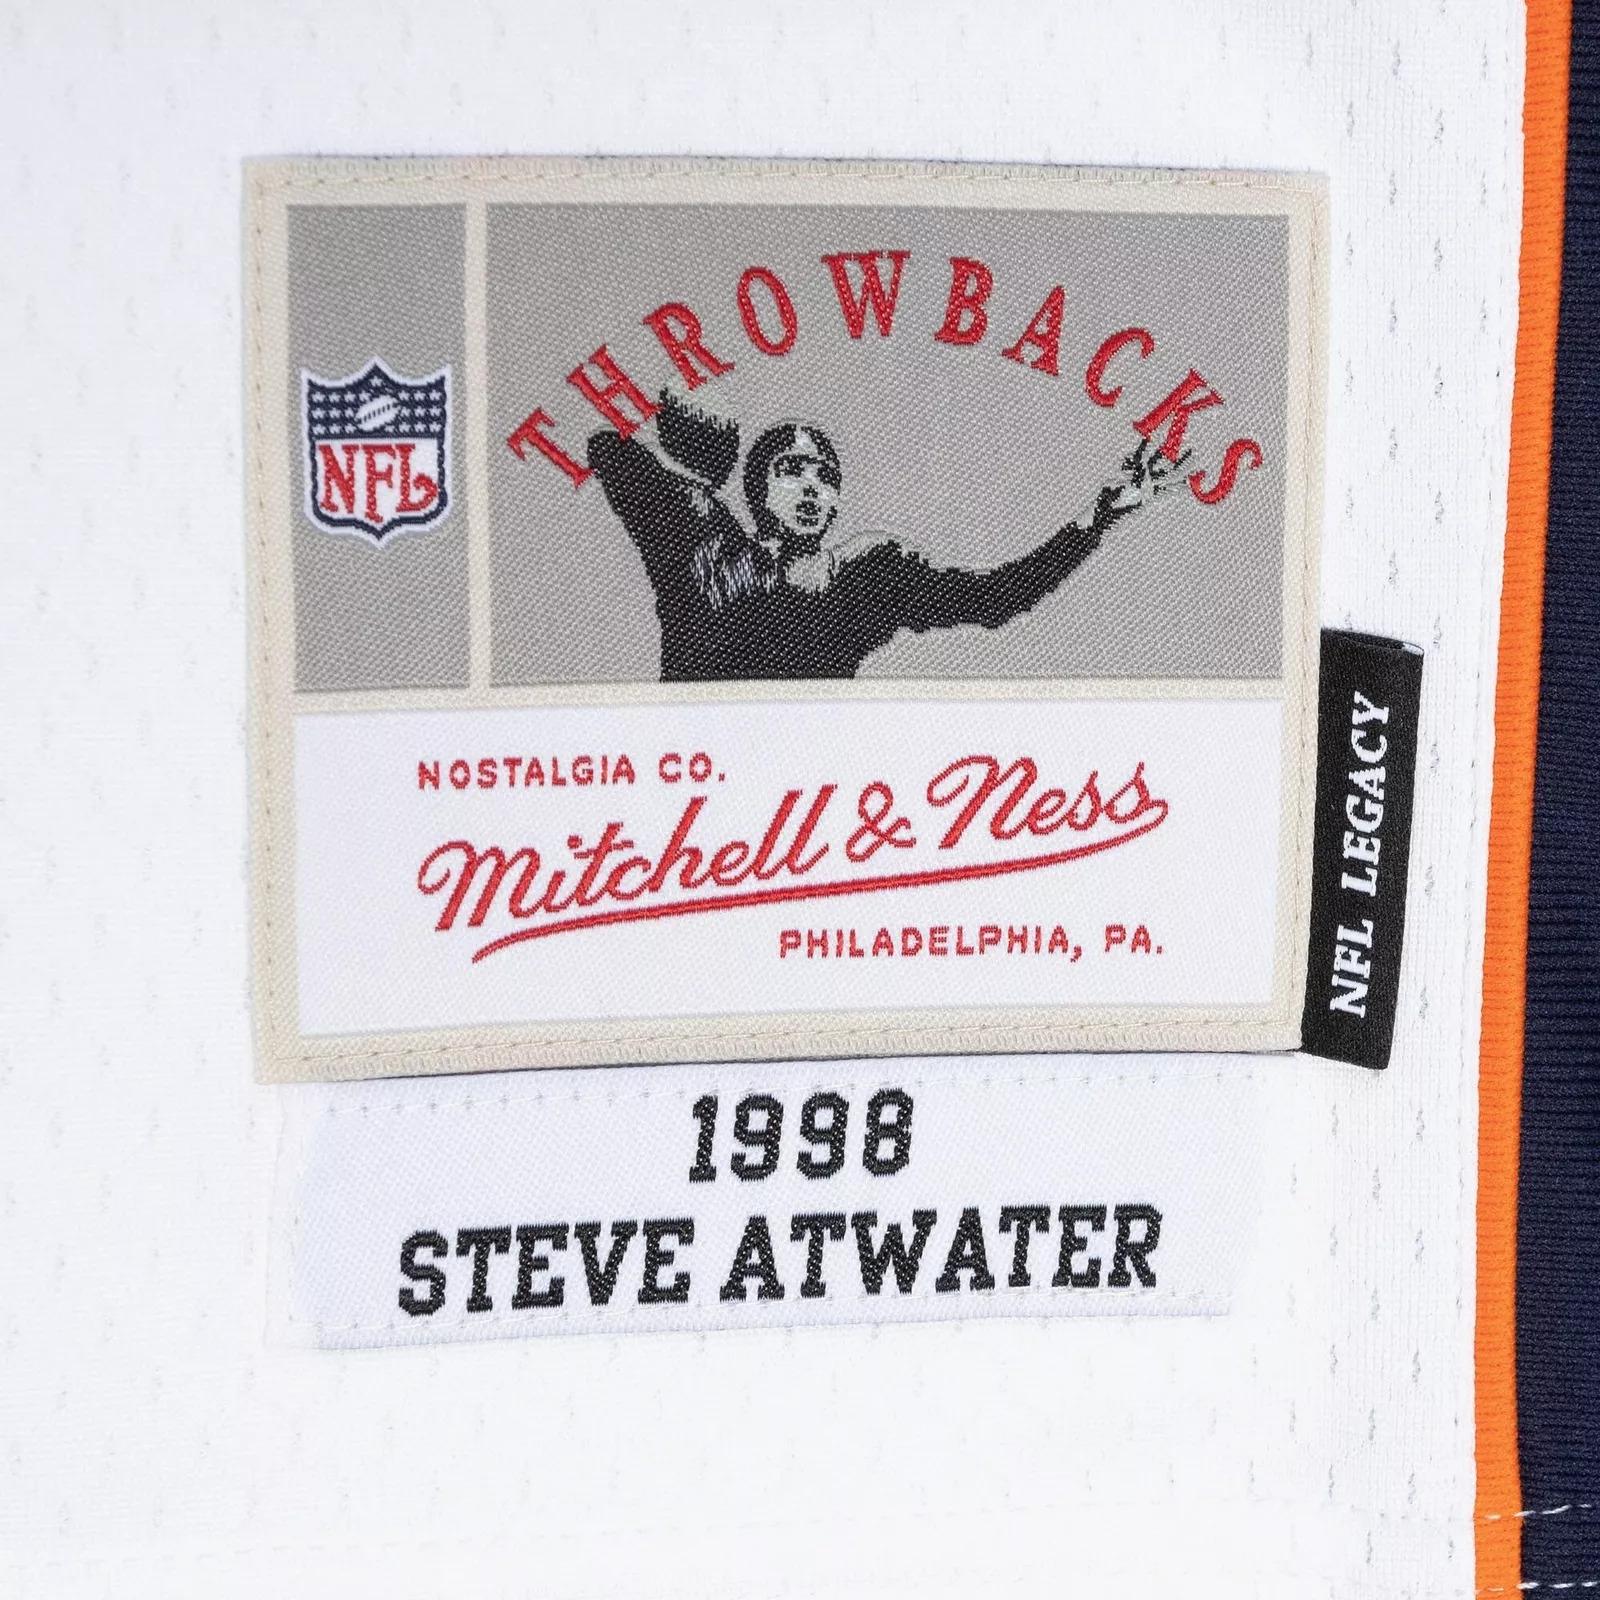 THROWBACKS
NFL
NOSTALGIA CO.
Mitchell & Ness
PHILADELPHIA, PA.
NFL LEGACY
1998
STEVE ATWATER